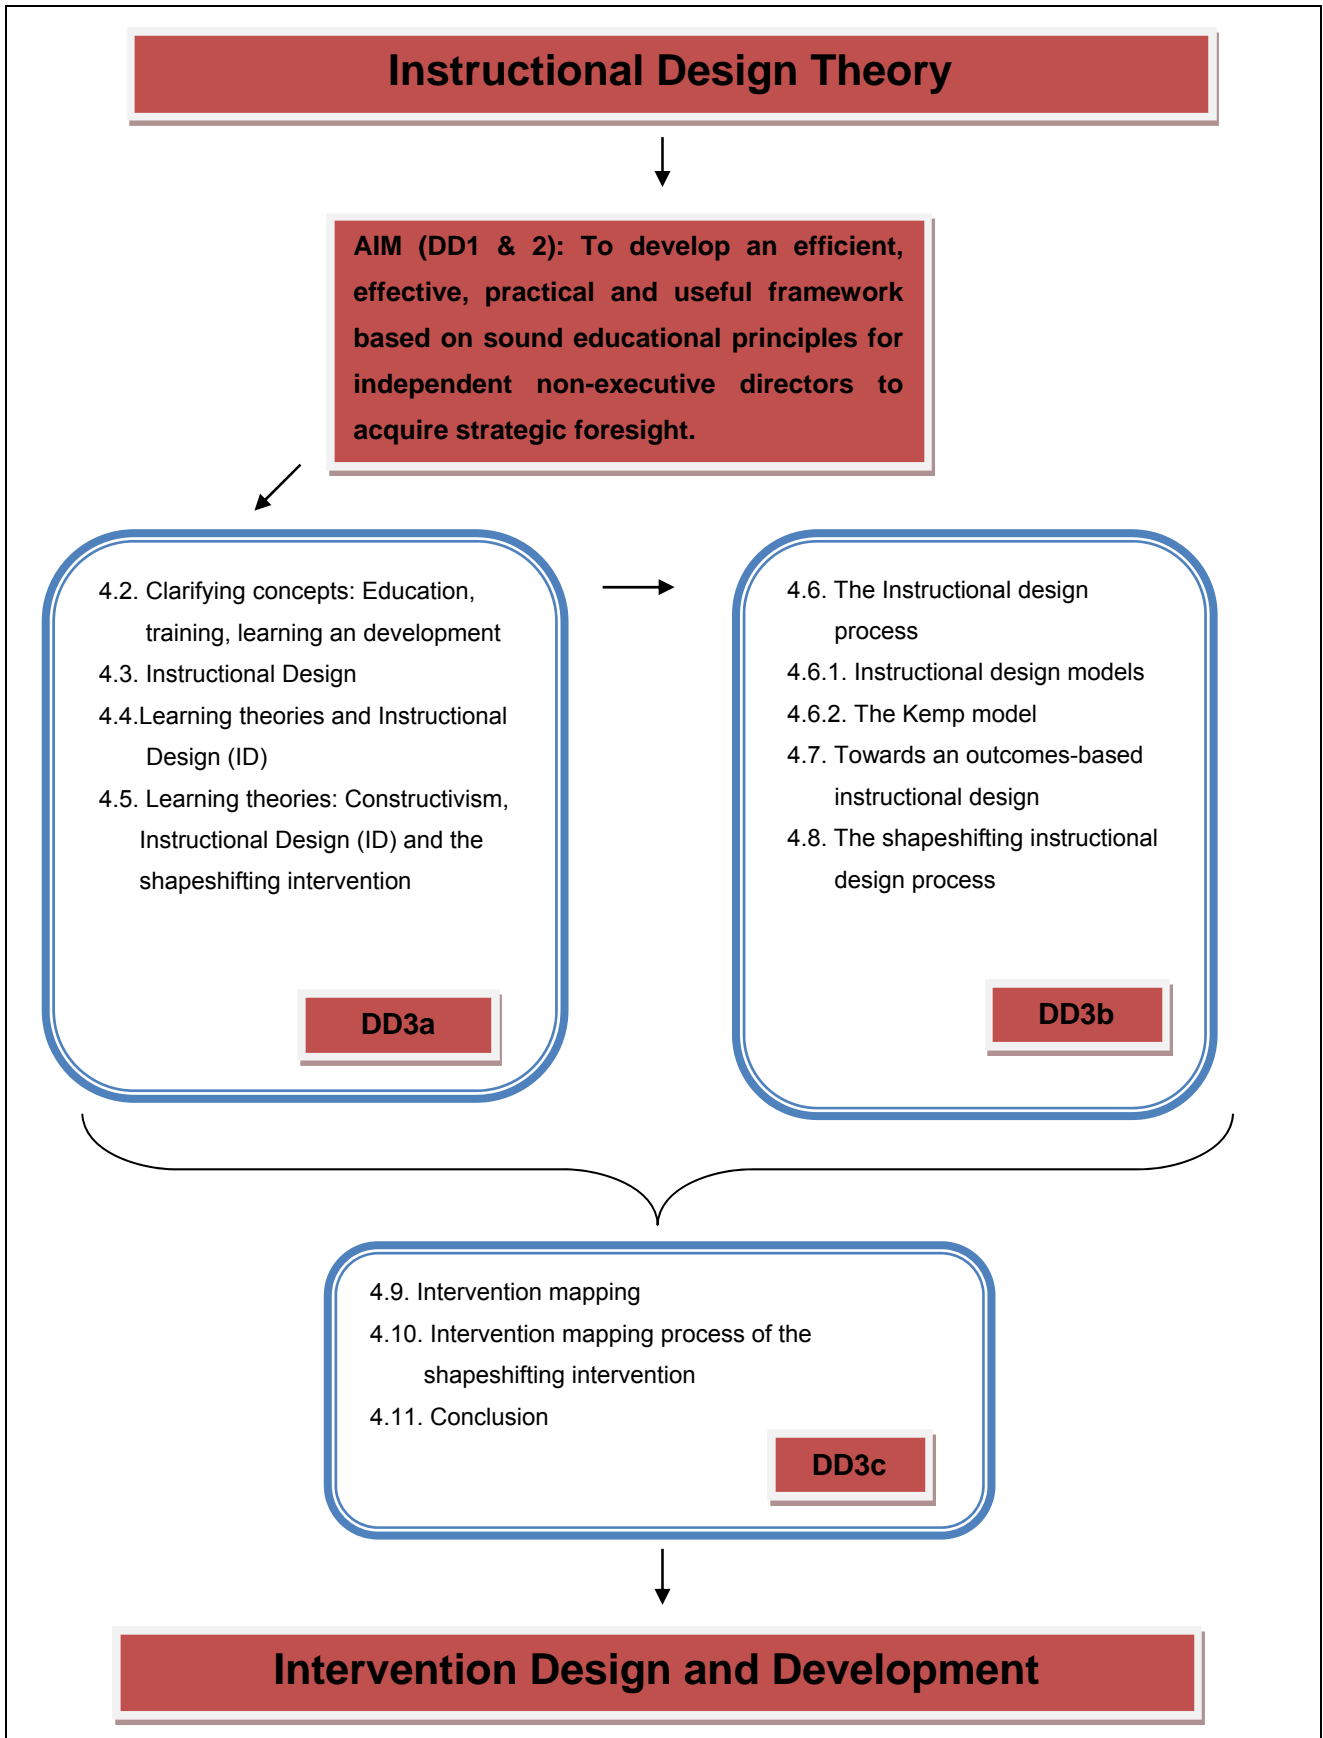 Instructional Design Theory
AIM (DD1 & 2): To develop an efficient,
effective, practical and useful framework
based on sound educational principles for
independent non-executive directors to
acquire strategic foresight.
4.2. Clarifying concepts: Education,
training, learning an development
4.3. Instructional Design
4.4.Learning theories and Instructional
Design (ID)
4.5. Learning theories: Constructivism,
Instructional Design (ID) and the
shapeshifting intervention
DD3a
4.6. The Instructional design
process
4.6.1. Instructional design models
4.6.2. The Kemp model
4.7. Towards an outcomes-based
instructional design
4.8. The shapeshifting instructional
design process
DD3b
4.9. Intervention mapping
4.10. Intervention mapping process of the
shapeshifting intervention
4.11. Conclusion
DD3c
Intervention Design and Development